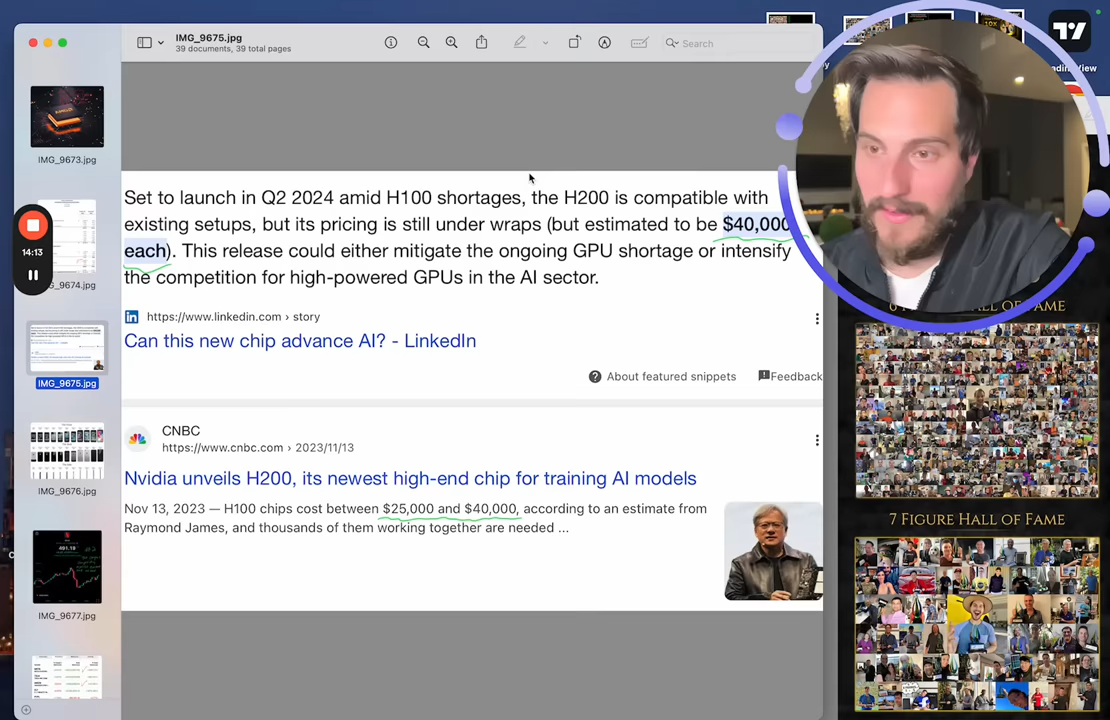 IMG_9675.jpg
39 documents, 39 total pages
Search
IMG_9673.jpg
14:13
9674.jpg
IMG_9675.jpg
IMG_9676.jpg
IMG_9677.jpg
Set to launch in Q2 2024 amid H100 shortages, the H200 is compatible with
existing setups, but its pricing is still under wraps (but estimated to be $40,000
each). This release could either mitigate the ongoing GPU shortage or intensify
the competition for high-powered GPUs in the AI sector.
https://www.linkedin.com › story
Can this new chip advance AI? - LinkedIn
About featured snippets
Feedback
CNBC
https://www.cnbc.com › 2023/11/13
Nvidia unveils H200, its newest high-end chip for training AI models
Nov 13, 2023 — H100 chips cost between $25,000 and $40,000, according to an estimate from
Raymond James, and thousands of them working together are needed ...
HALL OF FAME
7 FIGURE HALL OF FAME